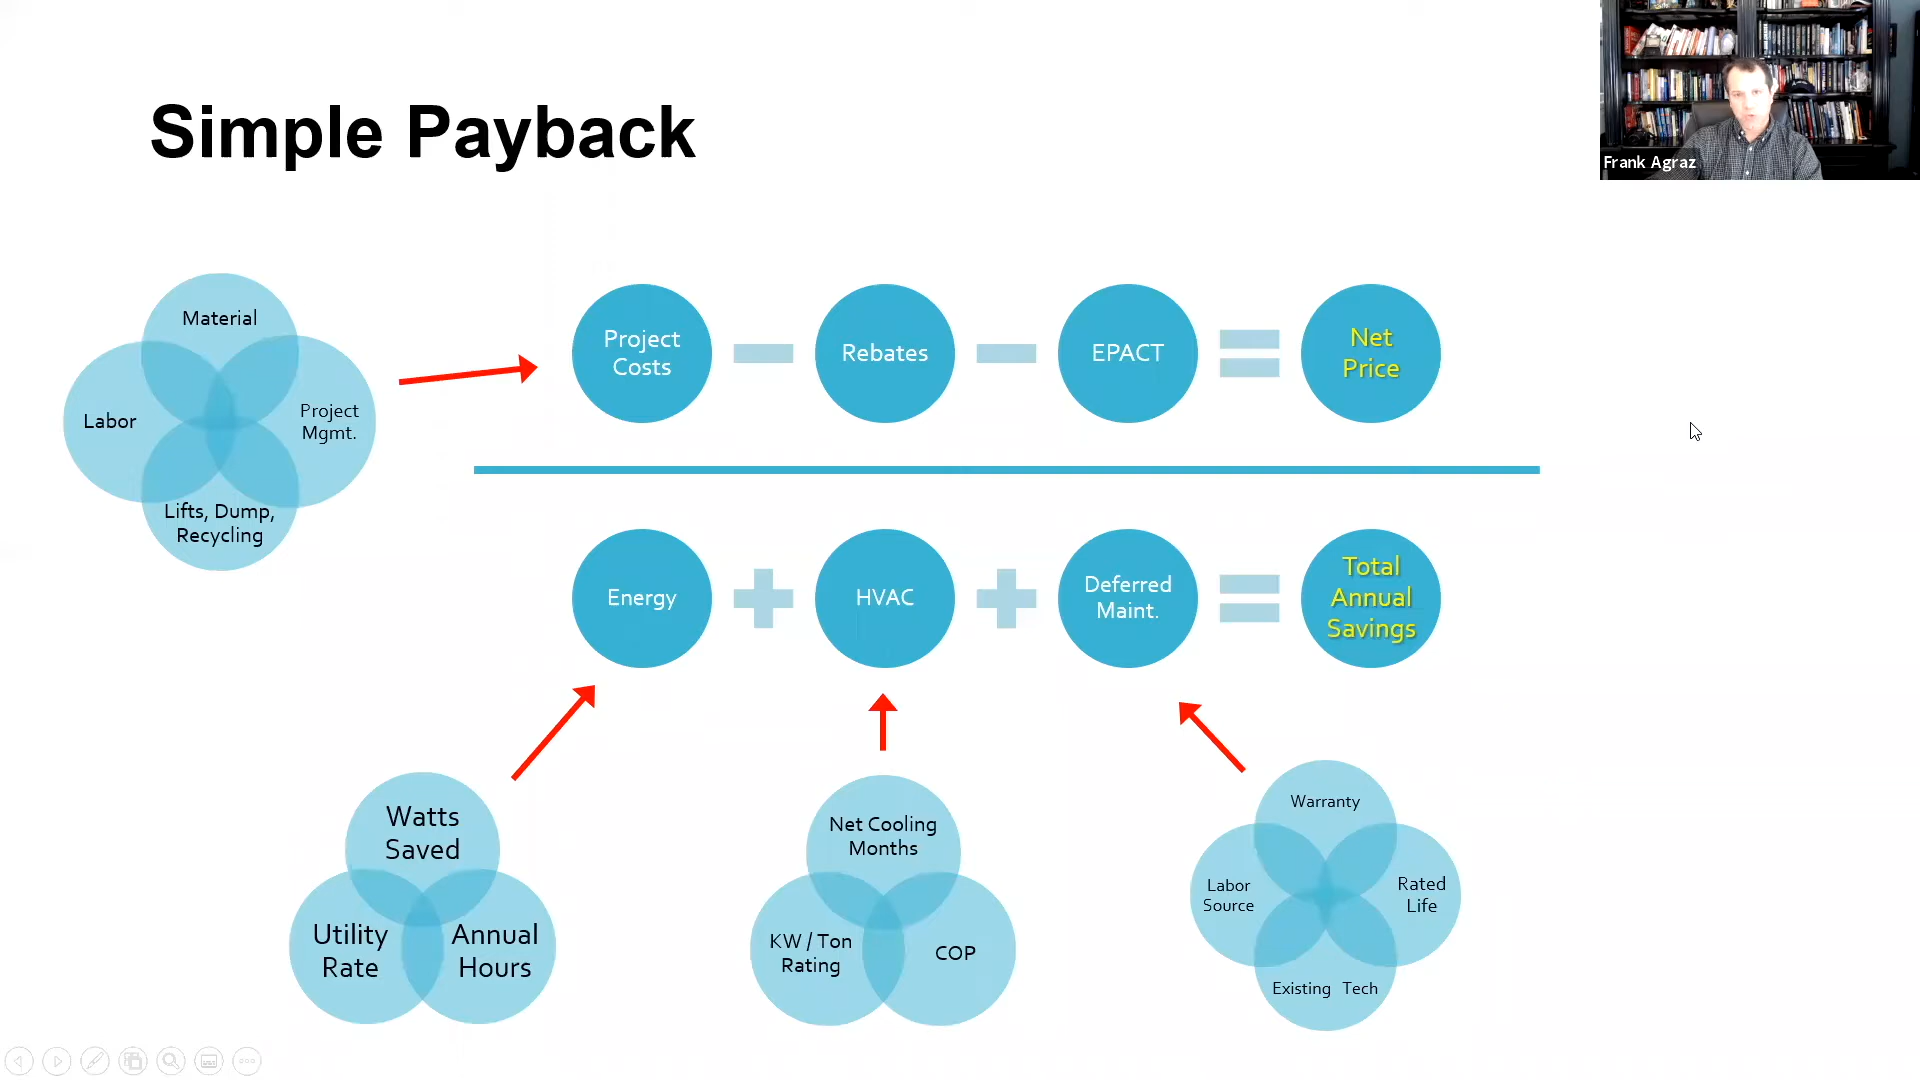 Simple Payback
Frank Agraz
Material
Labor
Project
Mgmt.
Lifts, Dump,
Recycling
Project
Costs
Rebates
EPACT
Net
Price
Energy
HVAC
Deferred
Maint.
Total
Annual
Savings
Watts
Saved
Utility
Rate
Annual
Hours
Net Cooling
Months
KW / Ton
Rating
COP
Warranty
Labor
Source
Rated
Life
Existing Tech